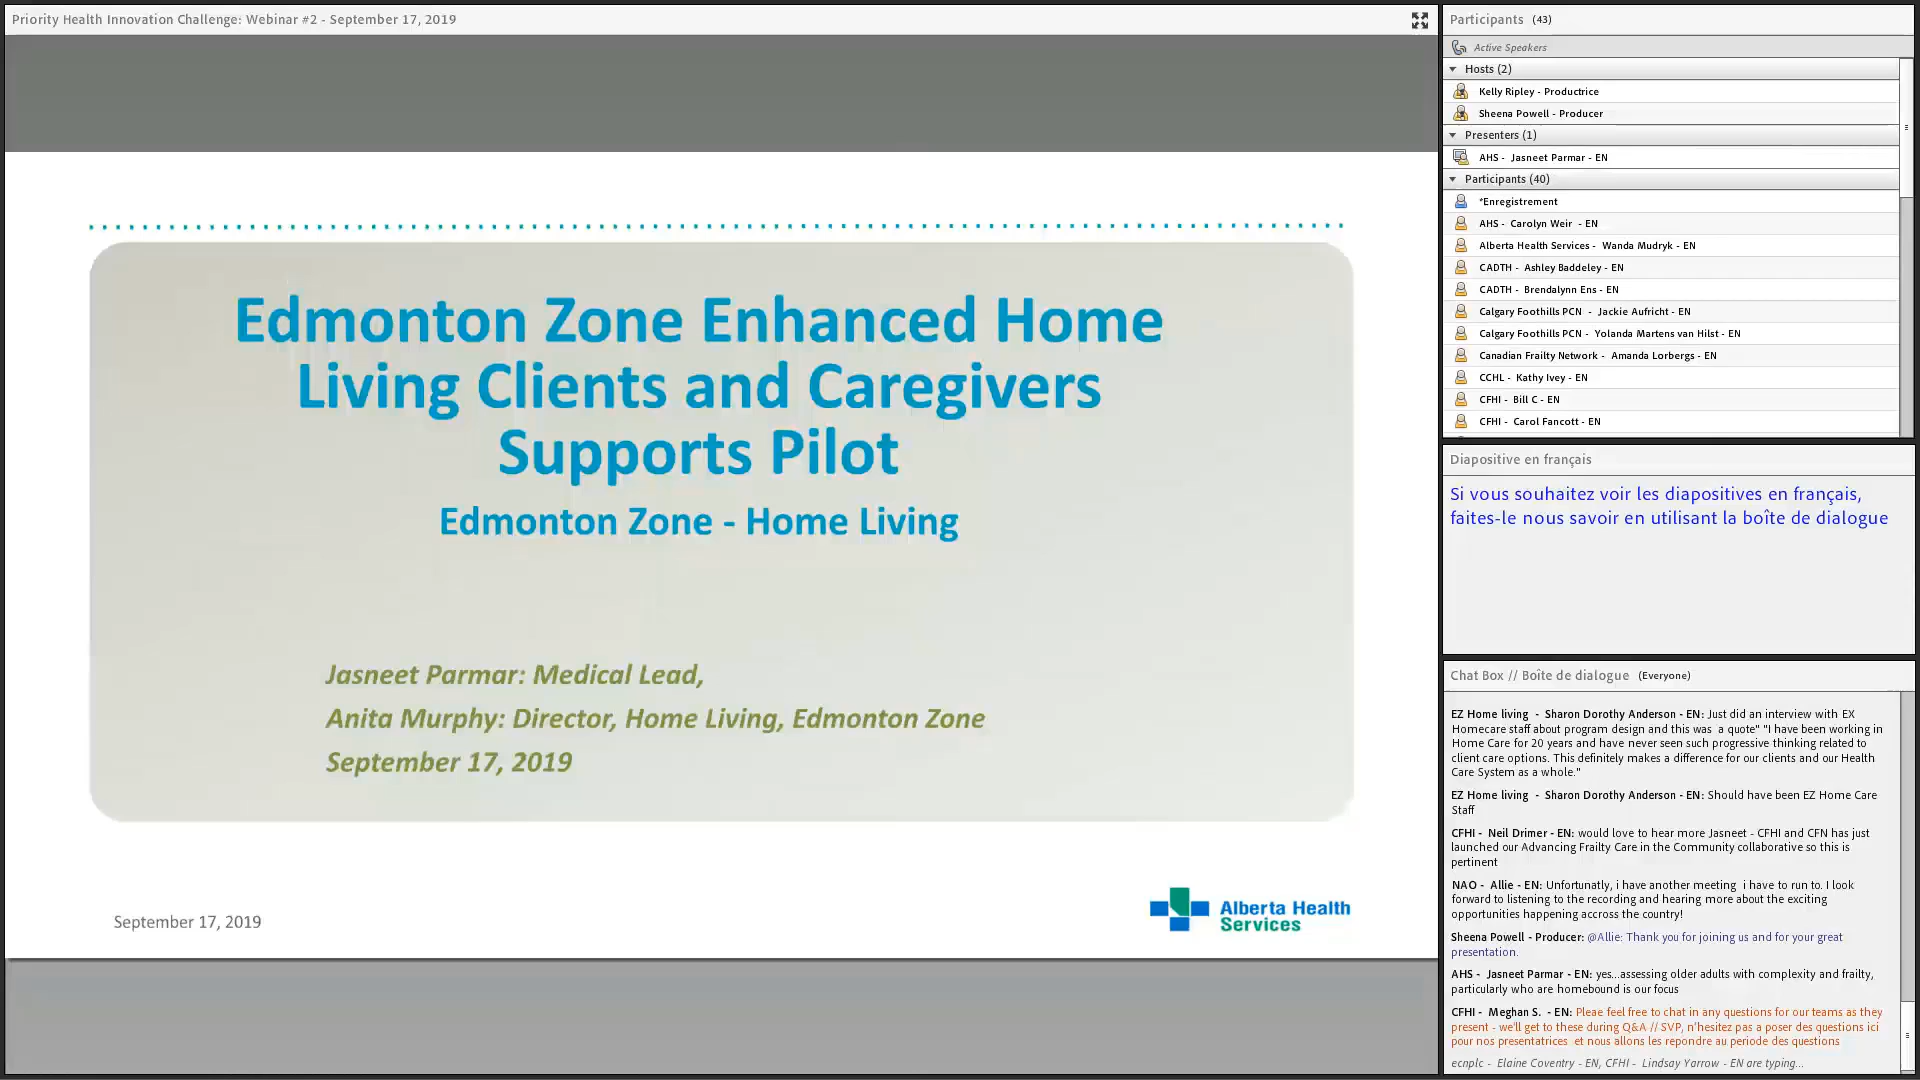 Priority Health Innovation Challenge: Webinar #2 - September 17, 2019
Edmonton Zone Enhanced Home
Living Clients and Caregivers
Supports Pilot
Edmonton Zone - Home Living
Jasneet Parmar: Medical Lead,
Anita Murphy: Director, Home Living, Edmonton Zone
September 17, 2019
September 17, 2019
Alberta Health
Services
Participants (43)
Active Speakers
Hosts (2)
Kelly Ripley - Productrice
Sheena Powell - Producer
Presenters (1)
AHS - Jasneet Parmar - EN
Participants (40)
*Enregistrement
AHS - Carolyn Weir - EN
Alberta Health Services - Wanda Mudryk - EN
CADTH - Ashley Baddeley - EN
CADTH - Brendalynn Ens - EN
Calgary Foothills PCN - Jackie Aufricht - EN
Calgary Foothills PCN - Yolanda Martens van Hilst - EN
Canadian Frailty Network - Amanda Lorbergs - EN
CCHL - Kathy Ivey - EN
CFHI - Bill C - EN
CFHI - Carol Fancott - EN
Diapositive en français
Si vous souhaitez voir les diapositives en français,
faites-le nous savoir en utilisant la boîte de dialogue
Chat Box // Boîte de dialogue (Everyone)
EZ Home living - Sharon Dorothy Anderson - EN: Just did an interview with EX
Homecare staff about program design and this was a quote" "I have been working in
Home Care for 20 years and have never seen such progressive thinking related to
client care options. This definitely makes a difference for our clients and our Health
Care System as a whole."
EZ Home living - Sharon Dorothy Anderson - EN: Should have been EZ Home Care
Staff
CFHI - Neil Drimer - EN: would love to hear more Jasneet - CFHI and CFN has just
launched our Advancing Frailty Care in the Community collaborative so this is
pertinent
NAO - Allie - EN: Unfortunatly, i have another meeting i have to run to. I look
forward to listening to the recording and hearing more about the exciting
opportunities happening accross the country!
Sheena Powell - Producer: @Allie: Thank you for joining us and for your great
presentation.
AHS - Jasneet Parmar - EN: yes...assessing older adults with complexity and frailty,
particularly who are homebound is our focus
CFHI - Meghan S. - EN: Pleae feel free to chat in any questions for our teams as they
present - we'll get to these during Q&A // SVP, n'hesitez pas a poser des questions ici
pour nos presentatrices et nous allons les repondre au periode des questions
ecnplc - Elaine Coventry - EN, CFHI - Lindsay Yarrow - EN are typing...